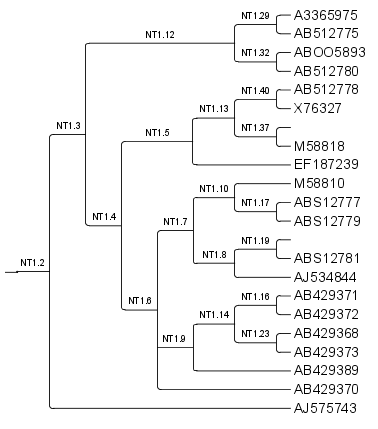 NT1.29 A3365975
AB512775
NT1.12
NT1.32 ABOO5893
AB512780
NT1.40 AB512778
NT1.13 X76327
NT1.3
NT1.5 NT1.37
M58818
EF187239
NT1.10 M58810
NT1.17 ABS12777
NT1.4 NT1.7 ABS12779
NT1.19
NT1.8 ABS12781
NT1.2
AJ534844
NT1.16 AB429371
NT1.6
NT1.14 AB429372
NT1.23 AB429368
NT1.9 AB429373
AB429389
AB429370
AJ575743